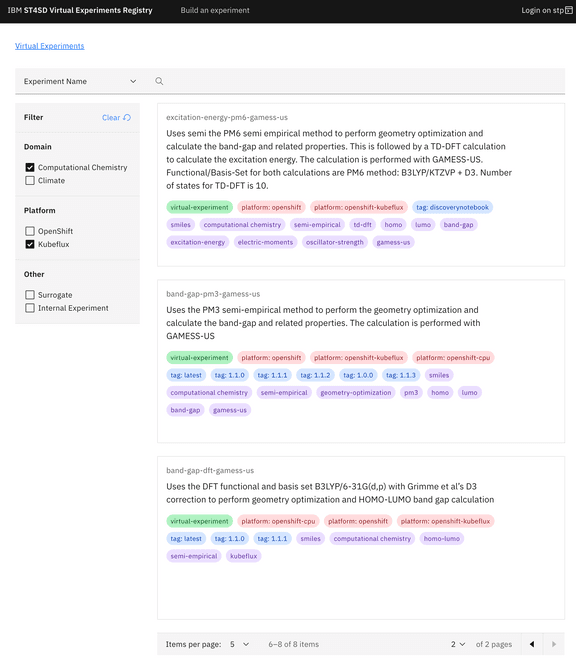 IBM ST4SD Virtual Experiments Registry
Build an experiment
Login on stp
Virtual Experiments
Experiment Name
Filter
Clear
Domain
Computational Chemistry
Climate
Platform
OpenShift
Kubeflux
Other
Surrogate
Internal Experiment
excitation-energy-pm6-gamess-us
Uses semi the PM6 semi empirical method to perform geometry optimization and
calculate the band-gap and related properties. This is followed by a TD-DFT calculation
to calculate the excitation energy. The calculation is performed with GAMESS-US.
Functional/Basis-Set for both calculations are PM6 method: B3LYP/KTZVP + D3. Number
of states for TD-DFT is 10.
virtual-experiment platform: openshift platform: openshift-kubeflux tag: discoverynotebook
smiles computational chemistry semi-empirical td-dft homo lumo band-gap
excitation-energy electric-moments oscillator-strength gamess-us
band-gap-pm3-gamess-us
Uses the PM3 semi-empirical method to perform the geometry optimization and
calculate the band-gap and related properties. The calculation is performed with
GAMESS-US
virtual-experiment platform: openshift platform: openshift-kubeflux platform: openshift-cpu
tag: latest tag: 1.1.0 tag: 1.1.1 tag: 1.1.2 tag: 1.0.0 tag: 1.1.3 smiles
computational chemistry semi-empirical geometry-optimization pm3 homo lumo
band-gap gamess-us
band-gap-dft-gamess-us
Uses the DFT functional and basis set B3LYP/6-31G(d,p) with Grimme et al's D3
correction to perform geometry optimization and HOMO-LUMO band gap calculation
virtual-experiment platform: openshift-cpu platform: openshift platform: openshift-kubeflux
tag: latest tag: 1.1.0 tag: 1.1.1 smiles computational chemistry homo-lumo
semi-empirical kubeflux
Items per page: 5 6–8 of 8 items 2 of 2 pages